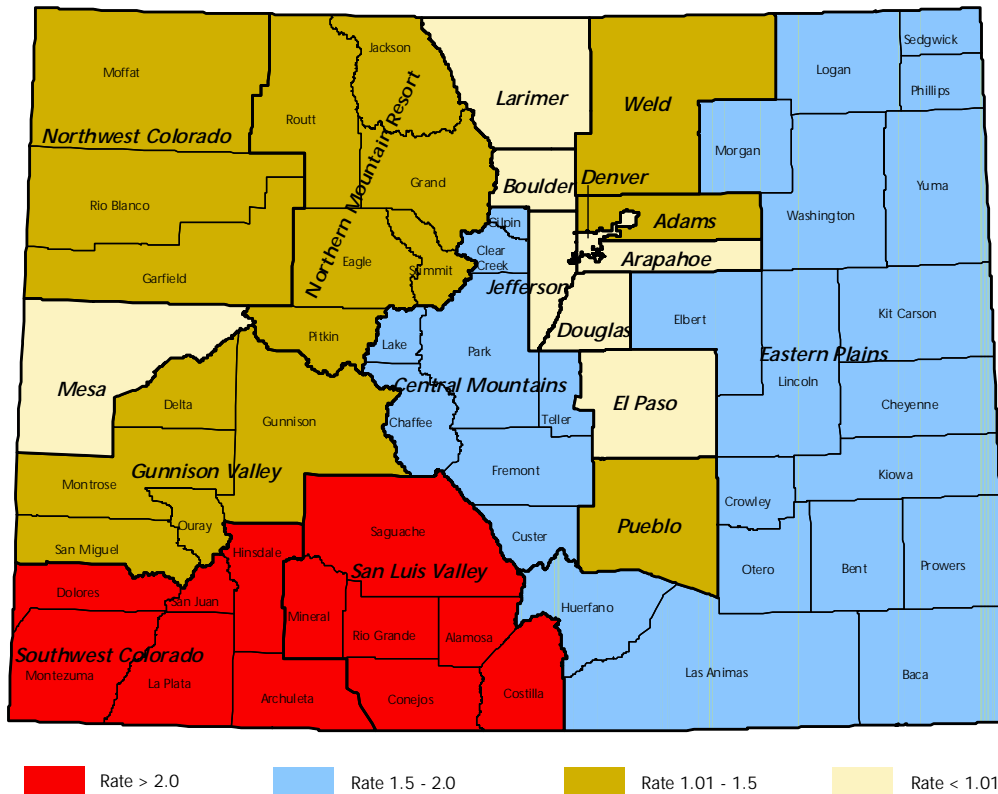 Jackson
Sedgwick
Moffat
Logan
Phillips
Larimer
Weld
Routt
Northwest Colorado
Northern Mountain Resort
Morgan
Grand
Boulder
Denver
Yuma
Rio Blanco
Washington
Gilpin
Adams
Clear
Creek
Eagle
Summit
Arapahoe
Garfield
Jefferson
Kit Carson
Elbert
Douglas
Pitkin
Lake
Park
Eastern Plains
Lincoln
Mesa
Central Mountains
Delta
El Paso
Cheyenne
Gunnison
Chaffee
Teller
Gunnison Valley
Fremont
Kiowa
Montrose
Crowley
Ouray
Pueblo
Saguache
Custer
San Miguel
Hinsdale
San Luis Valley
Otero
Bent
Prowers
Dolores
San Juan
Mineral
Huerfano
Rio Grande
Alamosa
Southwest Colorado
Montezuma
La Plata
Las Animas
Baca
Archuleta
Conejos
Costilla
Rate > 2.0
Rate 1.5 - 2.0
Rate 1.01 - 1.5
Rate < 1.01